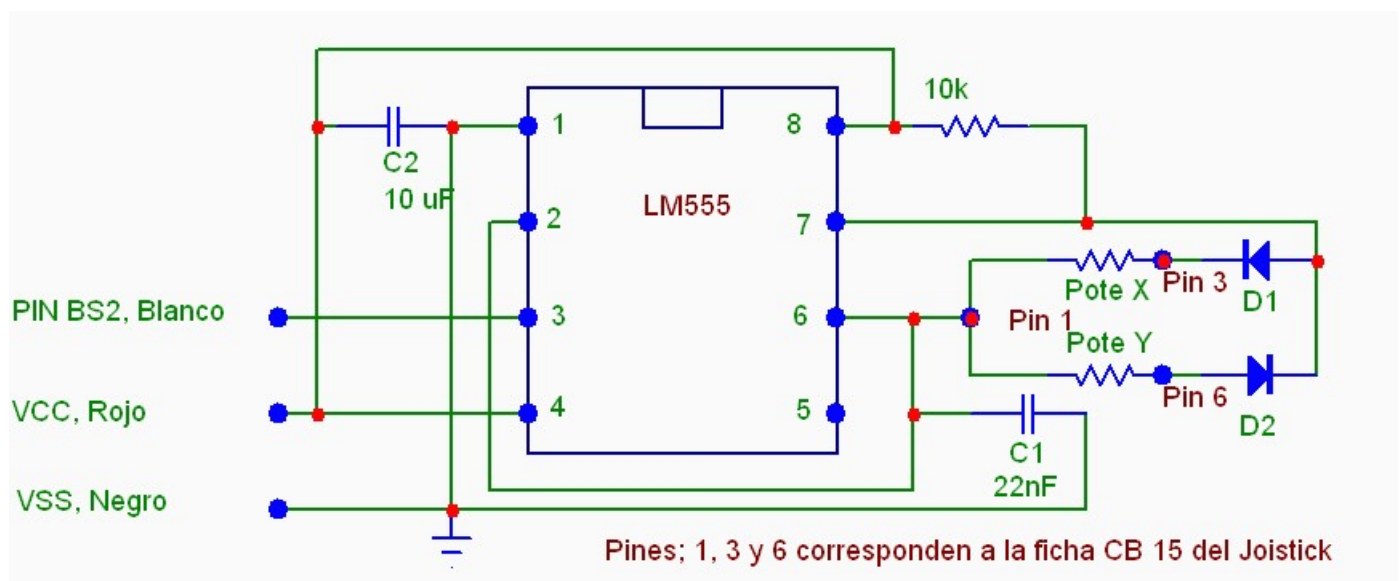 10k
1
8
C2
10 uF
LM555
2
7
Pote X
Pin 3
D1
PIN BS2, Blanco
3
6
Pin 1
Pote Y
Pin 6
D2
VCC, Rojo
4
5
C1
22nF
VSS, Negro
Pines; 1, 3 y 6 corresponden a la ficha CB 15 del Joistick